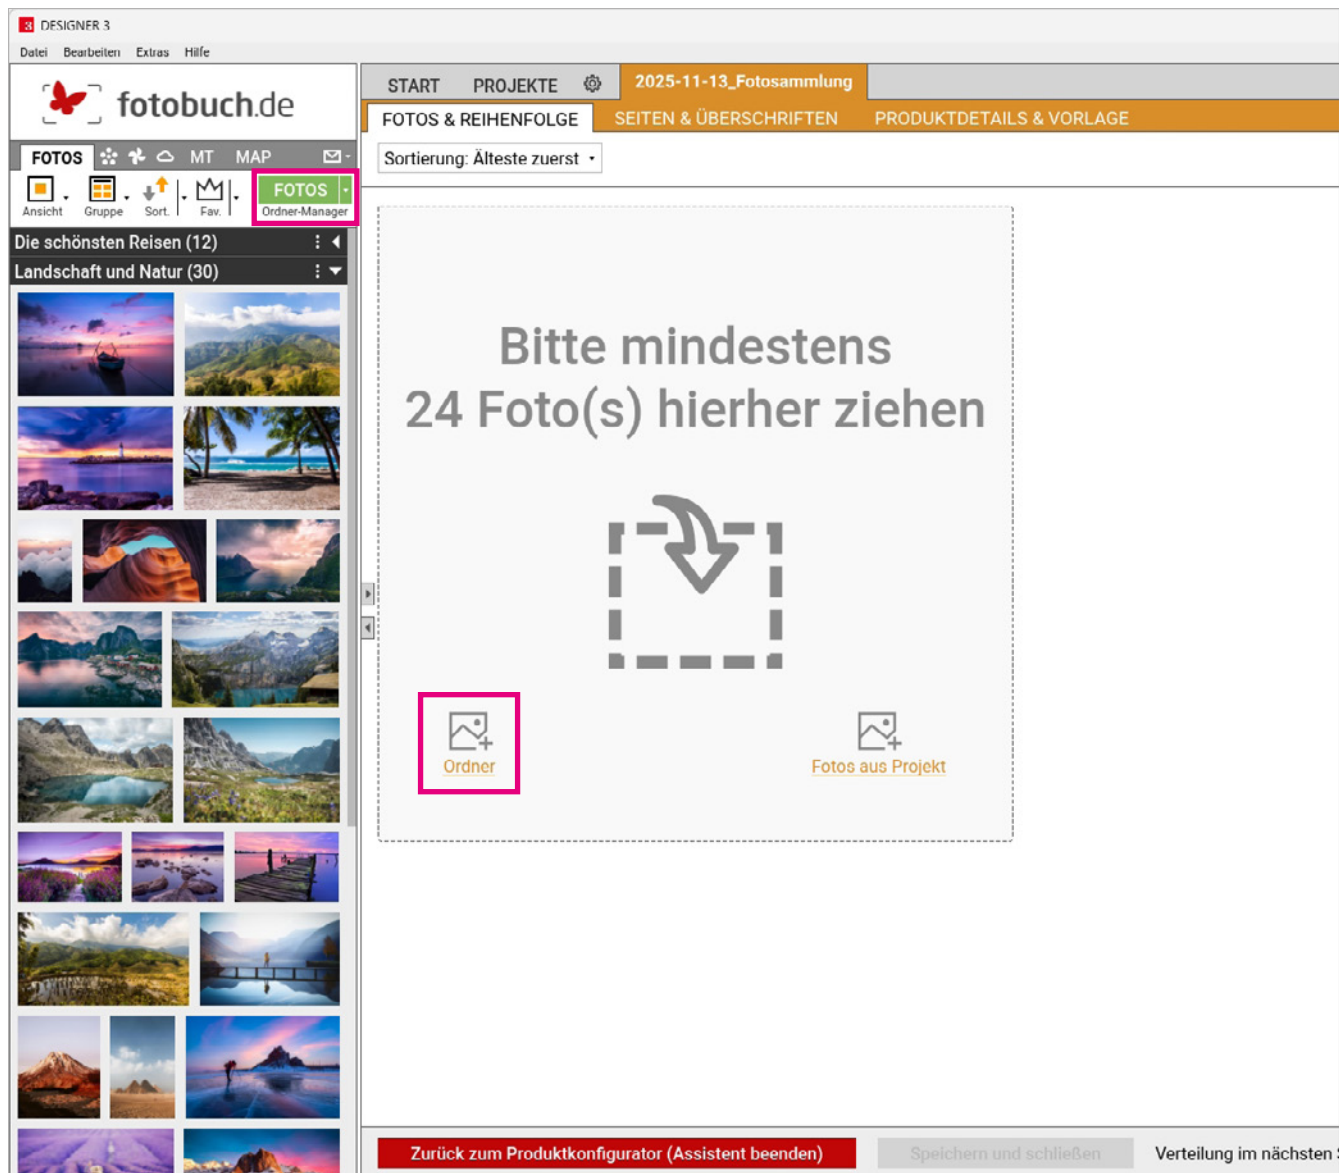 DESIGNER 3
Datei Bearbeiten Extras Hilfe
fotobuch.de
START PROJEKTE 2025-11-13_Fotosammlung
FOTOS & REIHENFOLGE SEITEN & ÜBERSCHRIFTEN PRODUKTDETAILS & VORLAGE
FOTOS MT MAP
Sortierung: Älteste zuerst
FOTOS
Ansicht Gruppe Sort. Fav. Ordner-Manager
Die schönsten Reisen (12)
Landschaft und Natur (30)
Bitte mindestens
24 Foto(s) hierher ziehen
Ordner Fotos aus Projekt
Zurück zum Produktkonfigurator (Assistent beenden) Speichern und schließen Verteilung im nächsten